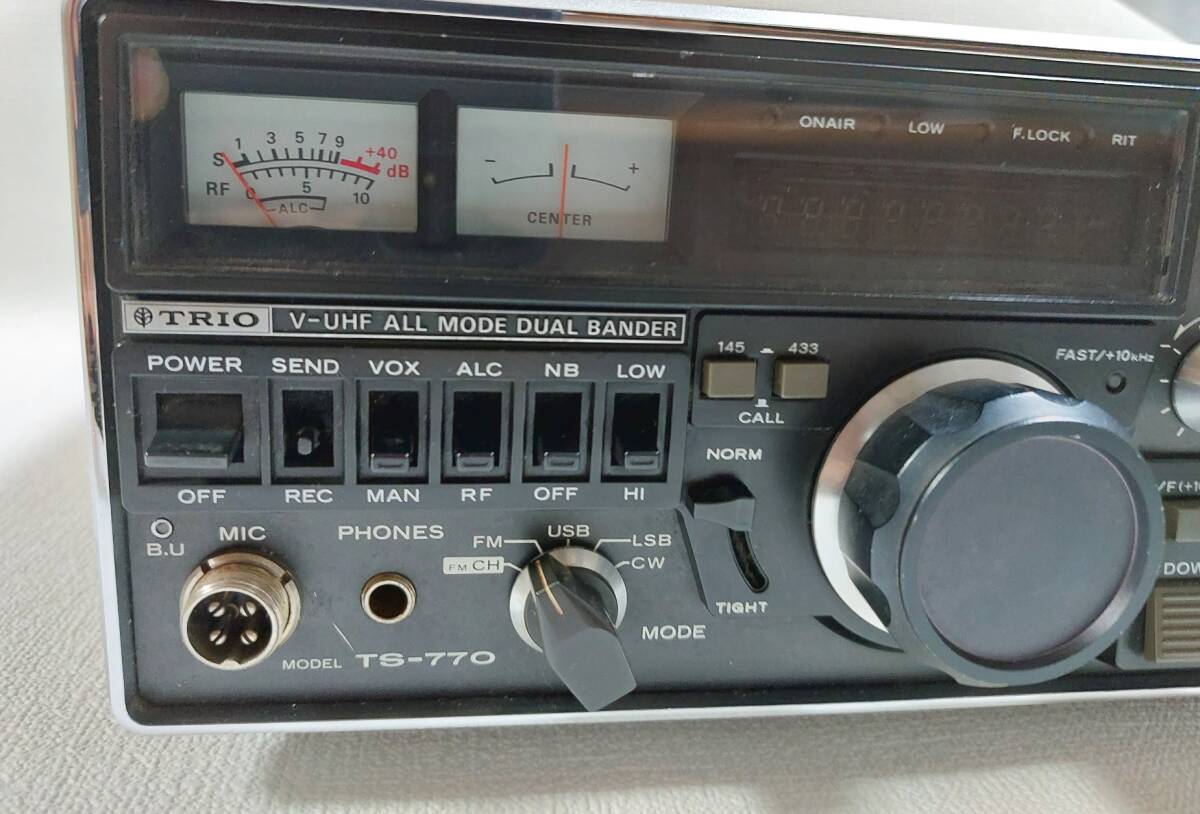 ONAIR LOW F.LOCK RIT
S 1 3 5 7 9 +40 dB
RF 0 5 10
ALC
− +
CENTER
TRIO V-UHF ALL MODE DUAL BANDER
145 433
CALL
FAST/+10kHz
POWER SEND VOX ALC NB LOW
OFF REC MAN RF OFF HI
NORM
TIGHT
B.U MIC PHONES
FM USB LSB
FM CH CW
MODE
MODEL TS-770